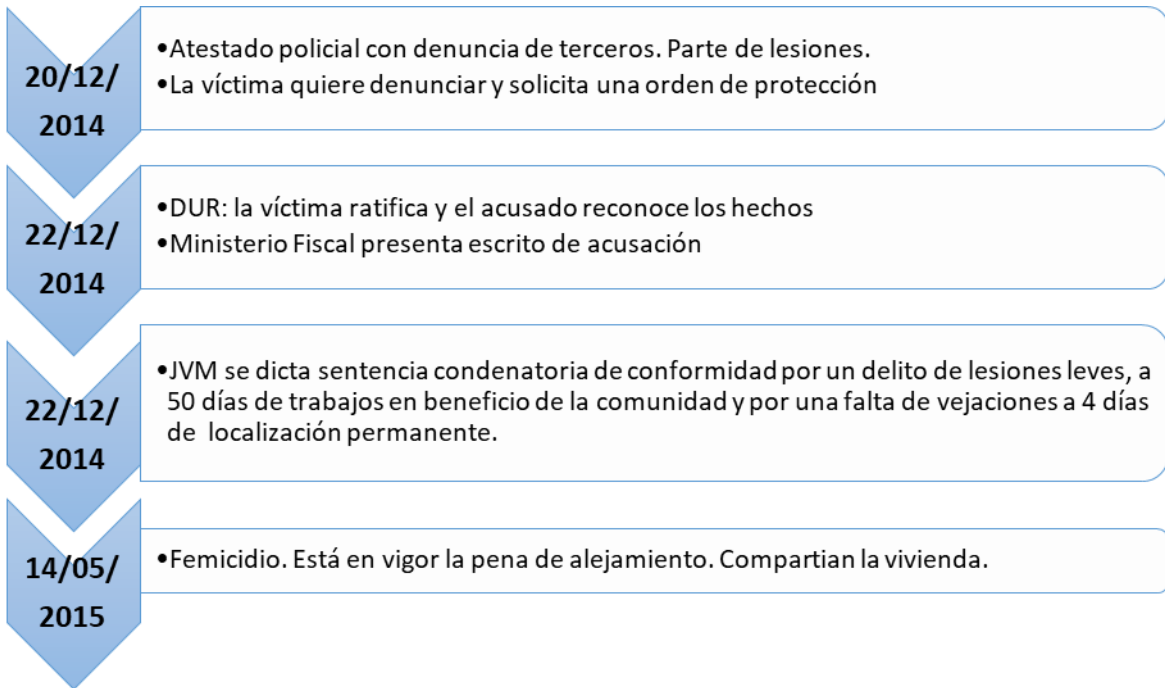 20/12/
2014
•Atestado policial con denuncia de terceros. Parte de lesiones.
•La víctima quiere denunciar y solicita una orden de protección
22/12/
2014
•DUR: la víctima ratifica y el acusado reconoce los hechos
•Ministerio Fiscal presenta escrito de acusación
22/12/
2014
•JVM se dicta sentencia condenatoria de conformidad por un delito de lesiones leves, a
50 días de trabajos en beneficio de la comunidad y por una falta de vejaciones a 4 días
de localización permanente.
14/05/
2015
•Femicidio. Está en vigor la pena de alejamiento. Compartian la vivienda.